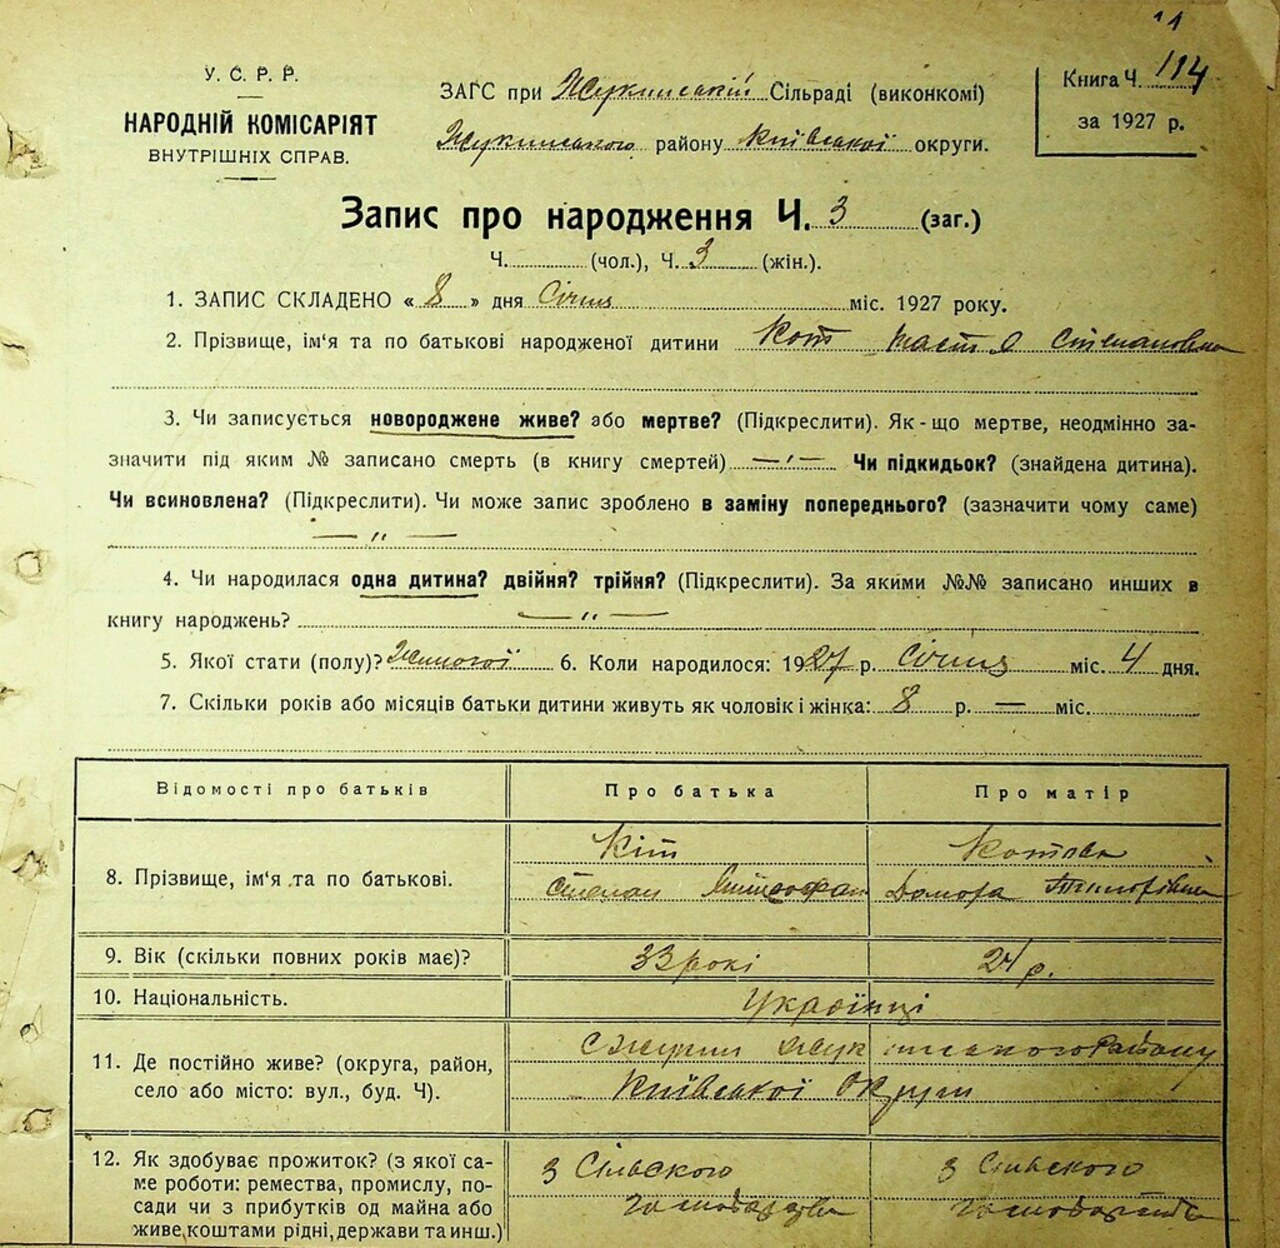 114
У. С. Р. Р.
НАРОДНІЙ КОМІСАРІЯТ
ВНУТРІШНІХ СПРАВ.
ЗАГС при Жукинській Сільраді (виконкомі)
Жукинського району Київської округи.
Книга Ч.
за 1927 р.
Запис про народження Ч. 3 (заг.)
Ч. (чол.), Ч. 3 (жін.).
1. ЗАПИС СКЛАДЕНО « 8 » дня Січня міс. 1927 року.
2. Прізвище, ім'я та по батькові народженої дитини Кот Настя Степановна
3. Чи записується новороджене живе? або мертве? (Підкреслити). Як-що мертве, неодмінно за-
значити під яким № записано смерть (в книгу смертей) —〃— Чи підкидьок? (знайдена дитина).
Чи всиновлена? (Підкреслити). Чи може запис зроблено в заміну попереднього? (зазначити чому саме)
— 〃 —
4. Чи народилася одна дитина? двійня? трійня? (Підкреслити). За якими №№ записано инших в
книгу народжень? — 〃 —
5. Якої стати (полу)? Жиночої 6. Коли народилося: 1927 р. Січня міс. 4 дня.
7. Скільки років або місяців батьки дитини живуть як чоловік і жінка: 8 р. — міс.
Відомості про батьків Про батька Про матір
Кіт
8. Прізвище, ім'я та по батькові. Степан Домора
9. Вік (скільки повних років має)? 33 рокі 24 р.
10. Національність. Українці
11. Де постійно живе? (округа, район, с Жукин Жукинського Району
село або місто: вул., буд. Ч). Київської Округи
12. Як здобуває прожиток? (з якої са- З Сільского З Сільского
ме роботи: ремества, промислу, по-
сади чи з прибутків од майна або
живе, коштами рідні, держави та инш.)